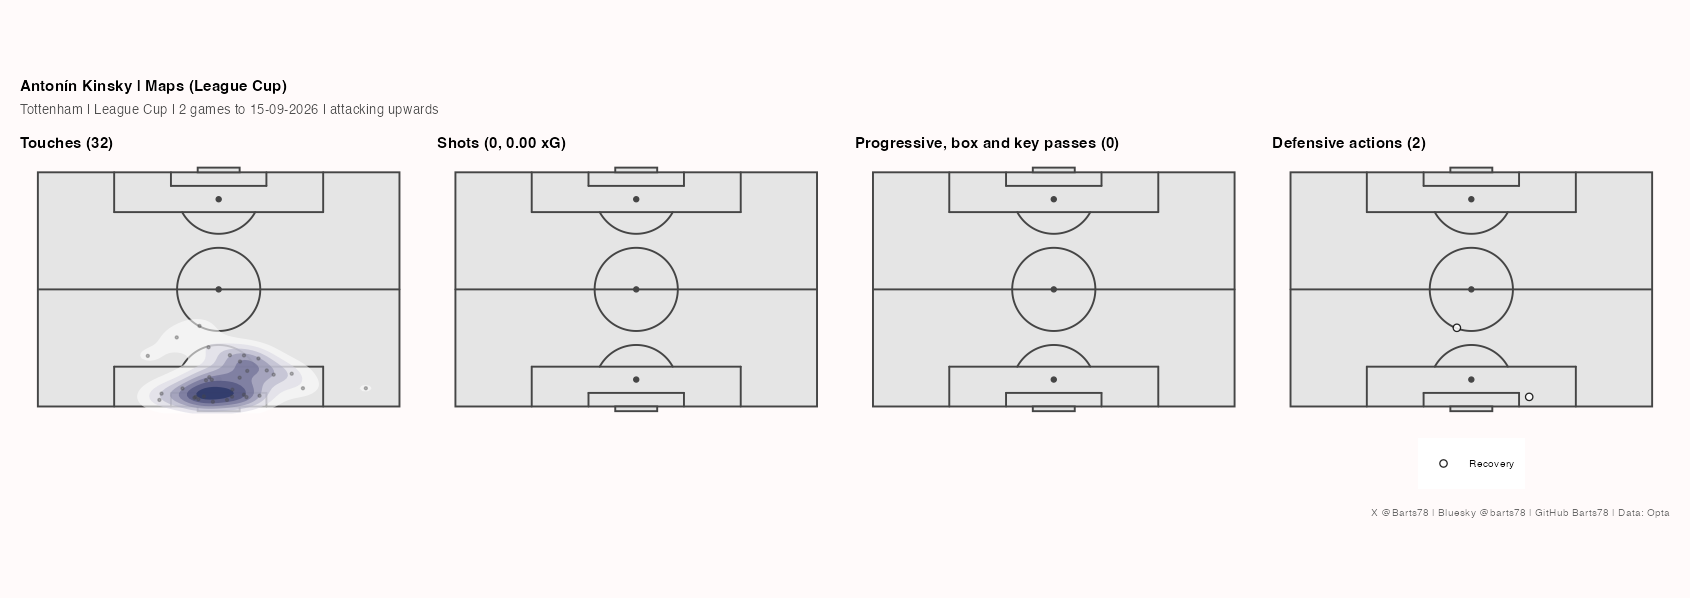 Antonín Kinsky | Maps (League Cup)
Tottenham | League Cup | 2 games to 15-09-2026 | attacking upwards
Touches (32)
Shots (0, 0.00 xG)
Progressive, box and key passes (0)
Defensive actions (2)
Recovery
X @Barts78 | Bluesky @barts78 | GitHub Barts78 | Data: Opta